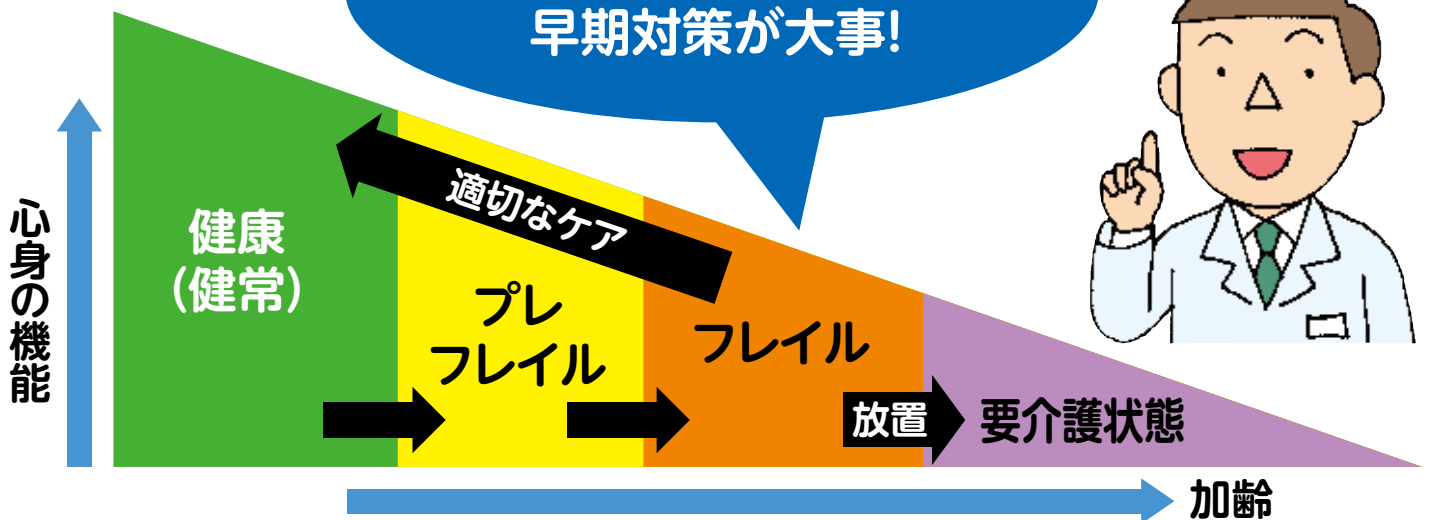 早期対策が大事!
心身の機能
健康
(健常)
適切なケア
プレ
フレイル
フレイル
放置
要介護状態
加齢